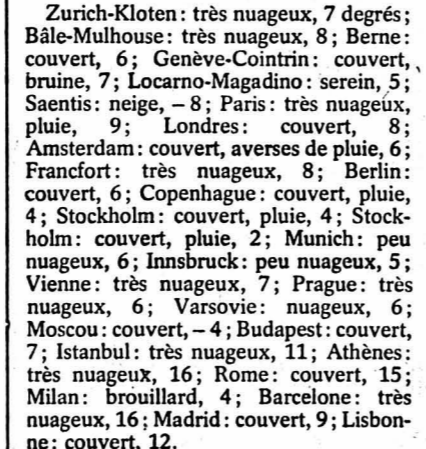 Zurich-Kloten : très nuageux, 7 degrés ;
Bâle-Mulhouse : très nuageux, 8 ; Berne :
couvert, 6 ; Genève-Cointrin : couvert,
bruine, 7 ; Locarno-Magadino : serein, 5 ;
Saentis : neige, – 8 ; Paris : très nuageux,
pluie, 9 ; Londres : couvert, 8 ;
Amsterdam : couvert, averses de pluie, 6 ;
Francfort : très nuageux, 8 ; Berlin :
couvert, 6 ; Copenhague : couvert, pluie,
4 ; Stockholm : couvert, pluie, 4 ; Stock-
holm : couvert, pluie, 2 ; Munich : peu
nuageux, 6 ; Innsbruck : peu nuageux, 5 ;
Vienne : très nuageux, 7 ; Prague : très
nuageux, 6 ; Varsovie : nuageux, 6 ;
Moscou : couvert, – 4 ; Budapest : couvert,
7 ; Istanbul : très nuageux, 11 ; Athènes :
très nuageux, 16 ; Rome : couvert, 15 ;
Milan : brouillard, 4 ; Barcelone : très
nuageux, 16 ; Madrid : couvert, 9 ; Lisbon-
ne : couvert, 12.